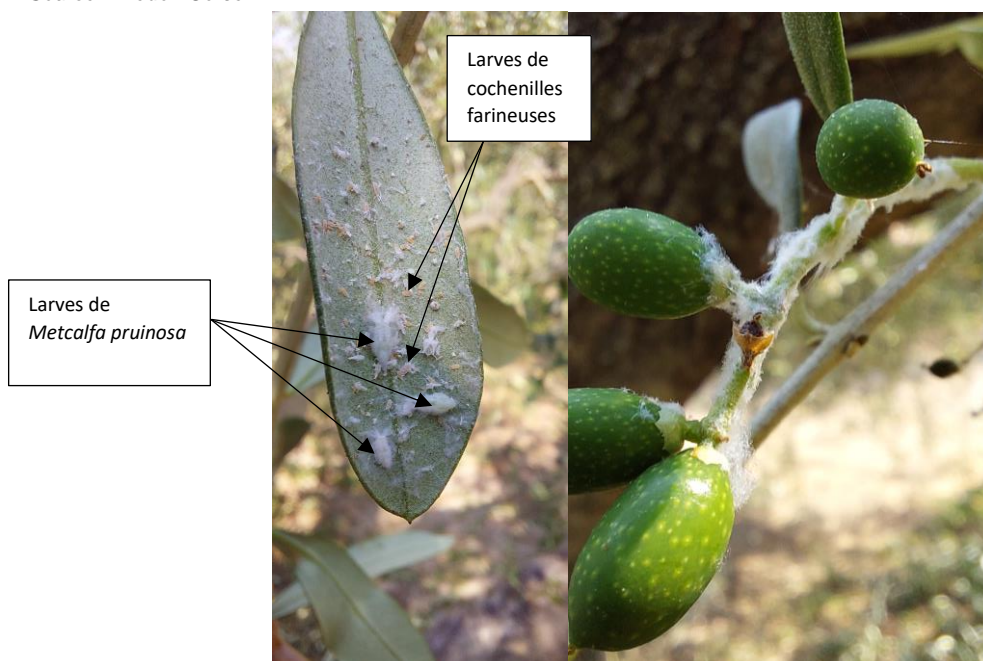 Larves de
cochenilles
farineuses
Larves de
Metcalfa pruinosa